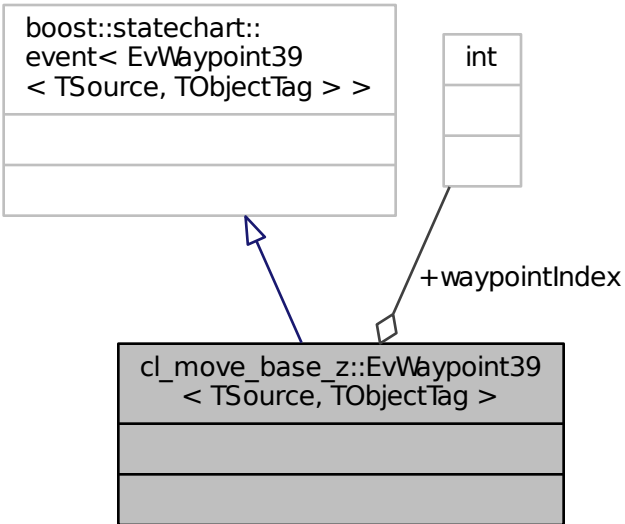 boost::statechart::
event< EvWaypoint39
< TSource, TObjectTag > >
int
+waypointIndex
cl_move_base_z::EvWaypoint39
< TSource, TObjectTag >